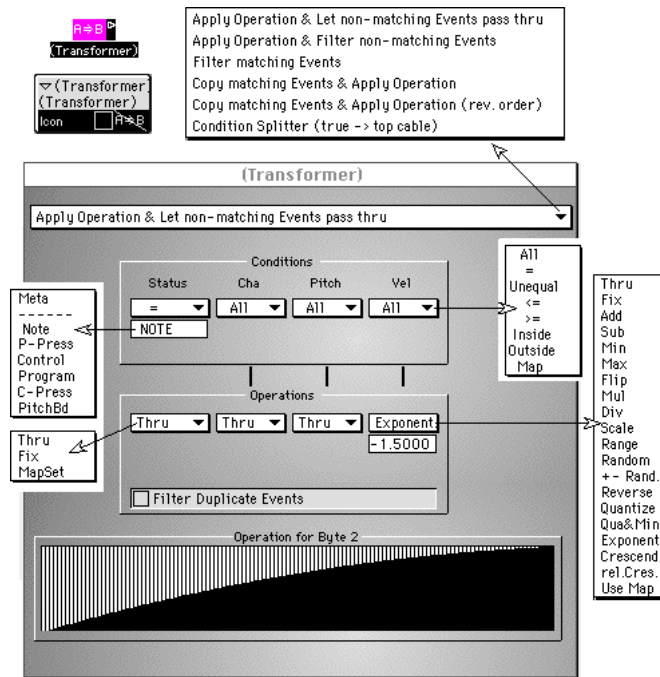 A⇒B
(Transformer)
▽(Transformer)
(Transformer)
Icon A⇒B
Apply Operation & Let non-matching Events pass thru
Apply Operation & Filter non-matching Events
Filter matching Events
Copy matching Events & Apply Operation
Copy matching Events & Apply Operation (rev. order)
Condition Splitter (true -> top cable)
(Transformer)
Apply Operation & Let non-matching Events pass thru
Conditions
Status Cha Pitch Vel
= All All All
NOTE
Meta
------
Note
P-Press
Control
Program
C-Press
PitchBd
All
=
Unequal
<=
>=
Inside
Outside
Map
Operations
Thru Thru Thru Exponent.
-1.5000
Thru
Fix
MapSet
Filter Duplicate Events
Thru
Fix
Add
Sub
Min
Max
Flip
Mul
Div
Scale
Range
Random
+- Rand.
Reverse
Quantize
Qua&Min
Exponent
Crescend.
rel.Cres.
Use Map
Operation for Byte 2